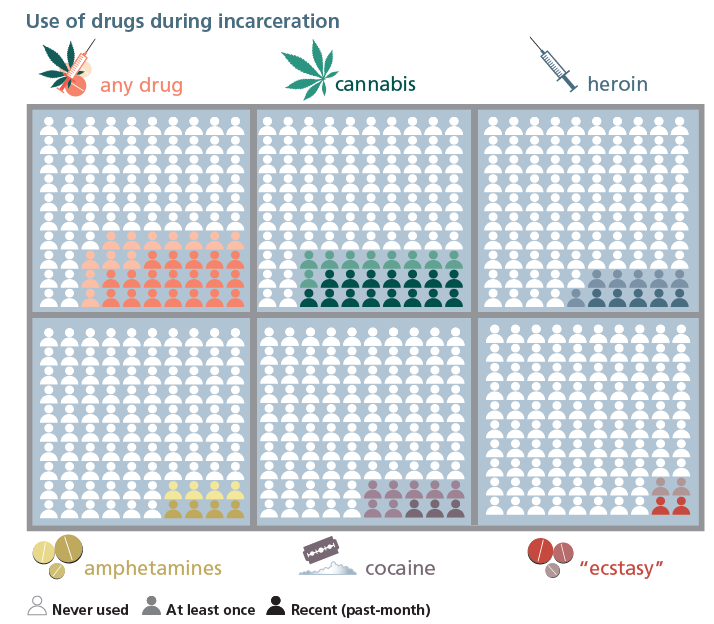 Use of drugs during incarceration
any drug
cannabis
heroin
amphetamines
cocaine
“ecstasy”
Never used
At least once
Recent (past-month)